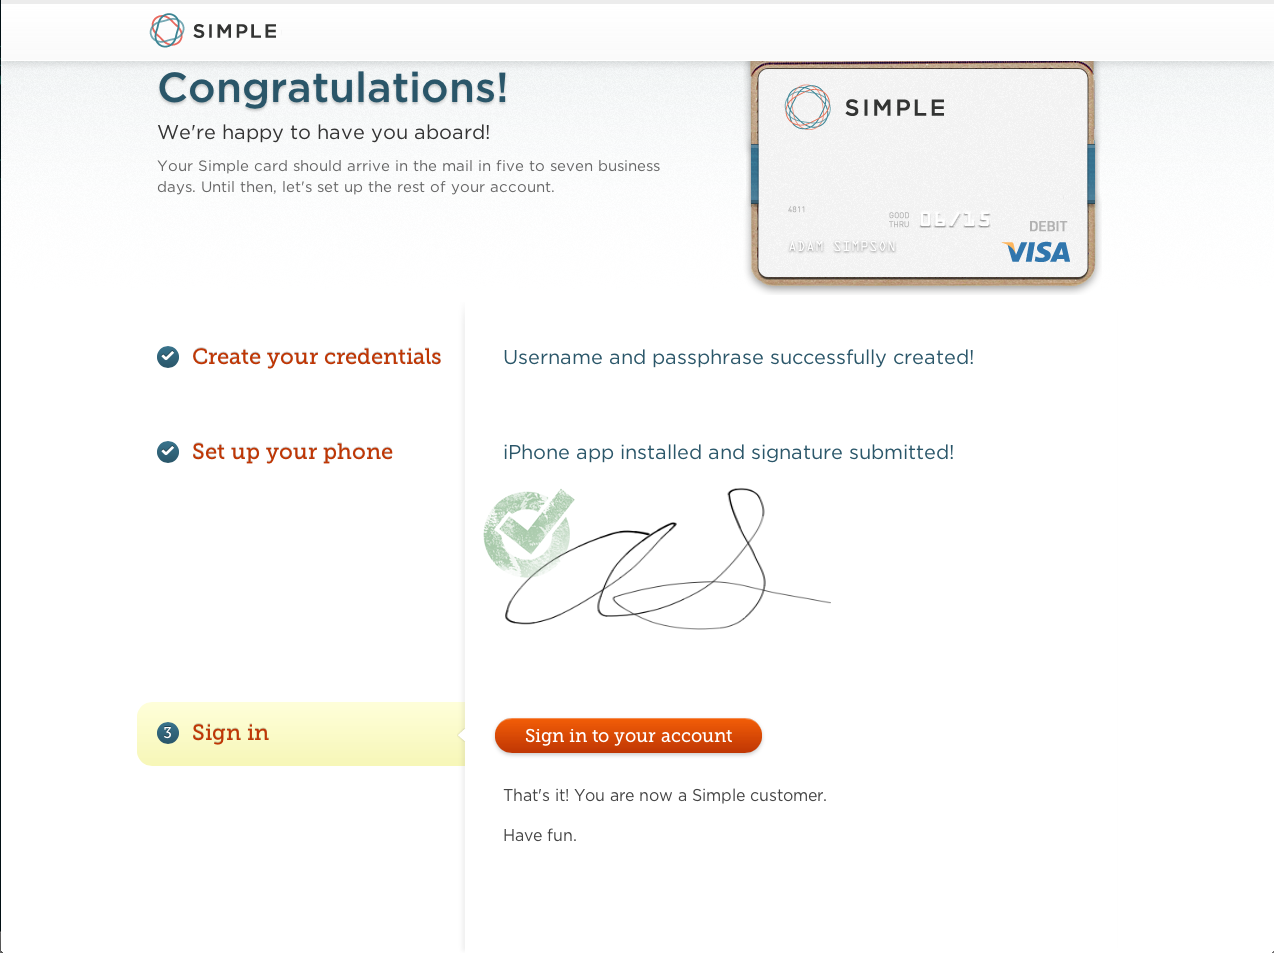 SIMPLE
Congratulations!
We're happy to have you aboard!
Your Simple card should arrive in the mail in five to seven business
days. Until then, let's set up the rest of your account.
SIMPLE
4811
GOOD
THRU
06/15
DEBIT
ADAM SIMPSON
VISA
Create your credentials
Username and passphrase successfully created!
Set up your phone
iPhone app installed and signature submitted!
3 Sign in
Sign in to your account
That's it! You are now a Simple customer.
Have fun.